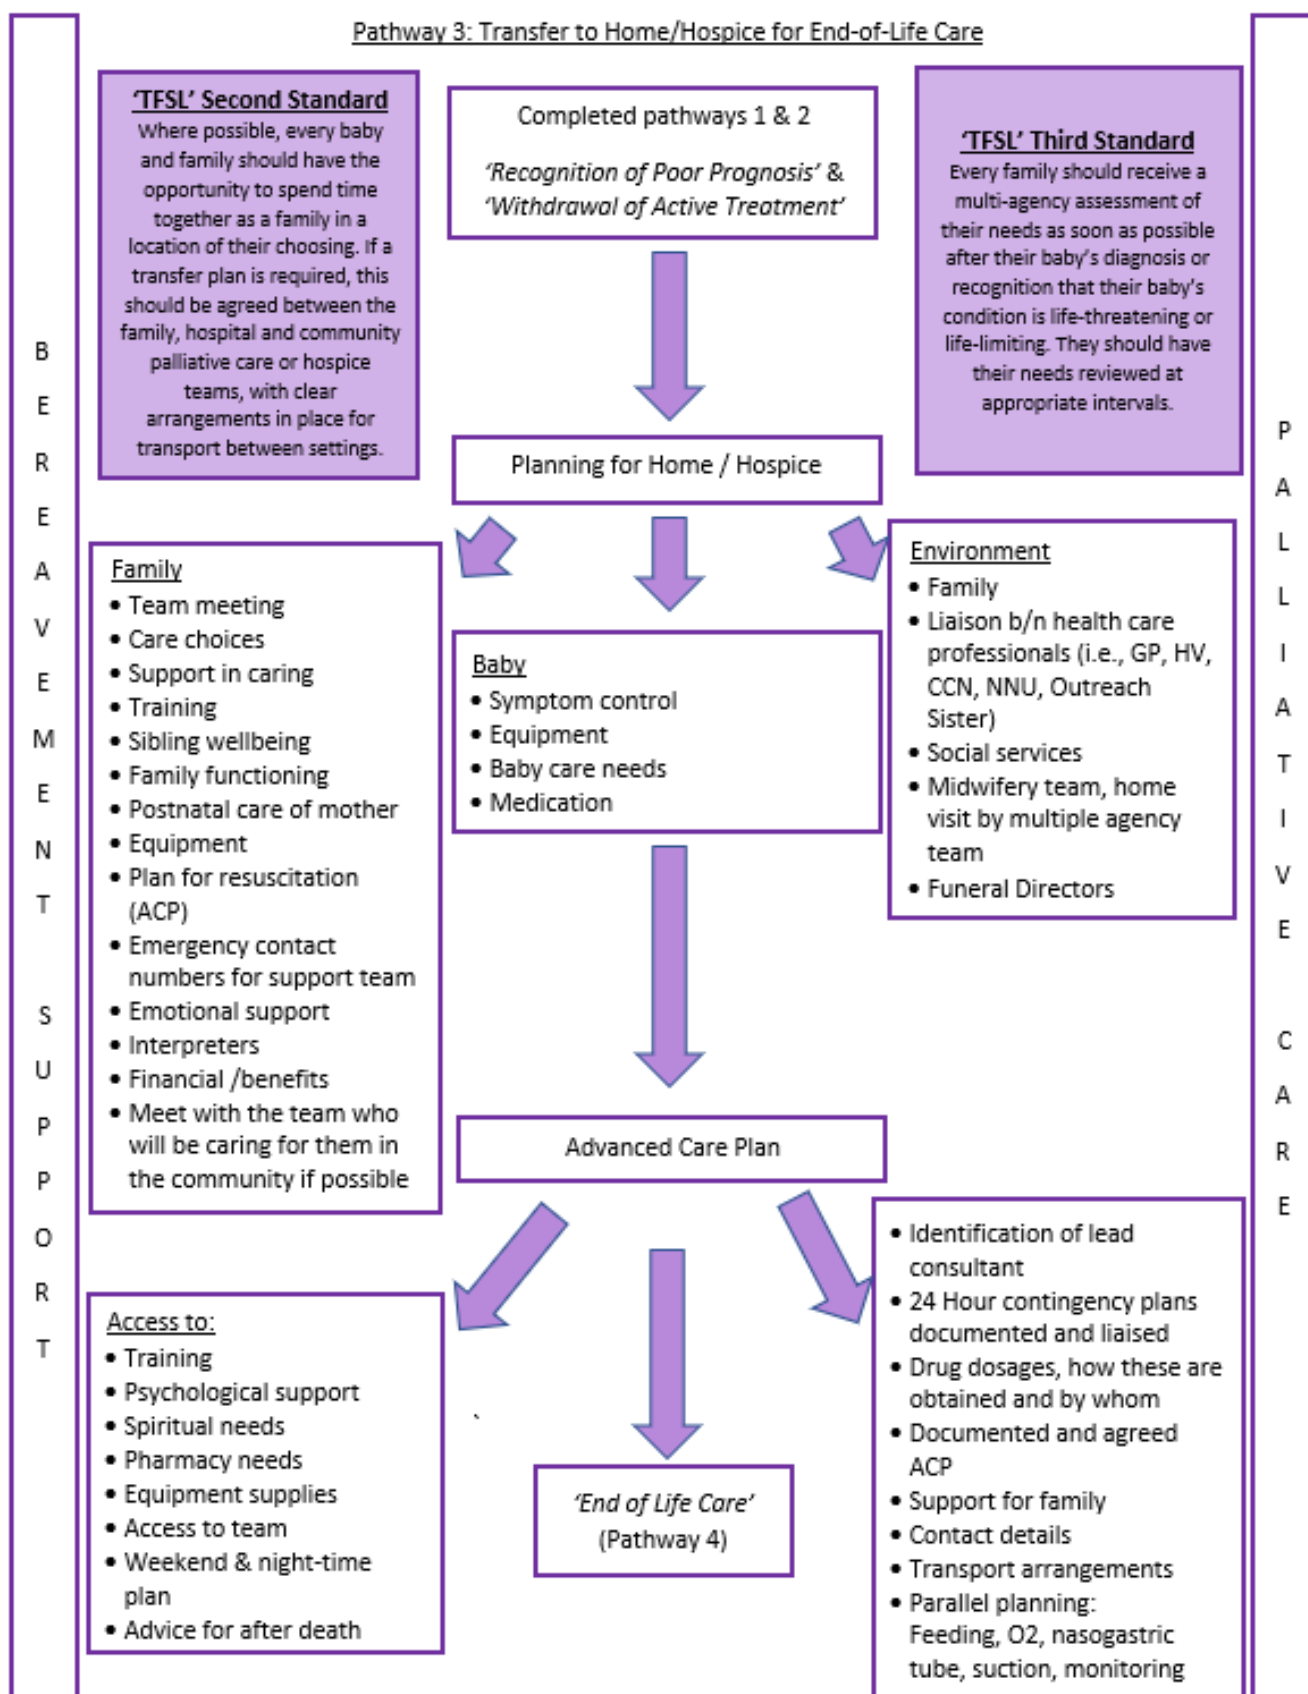 Pathway 3: Transfer to Home/Hospice for End-of-Life Care
'TFSL' Second Standard
Where possible, every baby
and family should have the
opportunity to spend time
together as a family in a
location of their choosing. If a
transfer plan is required, this
should be agreed between the
family, hospital and community
palliative care or hospice
teams, with clear
arrangements in place for
transport between settings.
Completed pathways 1 & 2
'Recognition of Poor Prognosis' &
'Withdrawal of Active Treatment'
'TFSL' Third Standard
Every family should receive a
multi-agency assessment of
their needs as soon as possible
after their baby's diagnosis or
recognition that their baby's
condition is life-threatening or
life-limiting. They should have
their needs reviewed at
appropriate intervals.
BEREAVEMENT SUPPORT
PALLIATIVE CARE
Planning for Home / Hospice
Family
• Team meeting
• Care choices
• Support in caring
• Training
• Sibling wellbeing
• Family functioning
• Postnatal care of mother
• Equipment
• Plan for resuscitation
(ACP)
• Emergency contact
numbers for support team
• Emotional support
• Interpreters
• Financial /benefits
• Meet with the team who
will be caring for them in
the community if possible
Baby
• Symptom control
• Equipment
• Baby care needs
• Medication
Environment
• Family
• Liaison b/n health care
professionals (i.e., GP, HV,
CCN, NNU, Outreach
Sister)
• Social services
• Midwifery team, home
visit by multiple agency
team
• Funeral Directors
Advanced Care Plan
Access to:
• Training
• Psychological support
• Spiritual needs
• Pharmacy needs
• Equipment supplies
• Access to team
• Weekend & night-time
plan
• Advice for after death
'End of Life Care'
(Pathway 4)
• Identification of lead
consultant
• 24 Hour contingency plans
documented and liaised
• Drug dosages, how these are
obtained and by whom
• Documented and agreed
ACP
• Support for family
• Contact details
• Transport arrangements
• Parallel planning:
Feeding, O2, nasogastric
tube, suction, monitoring